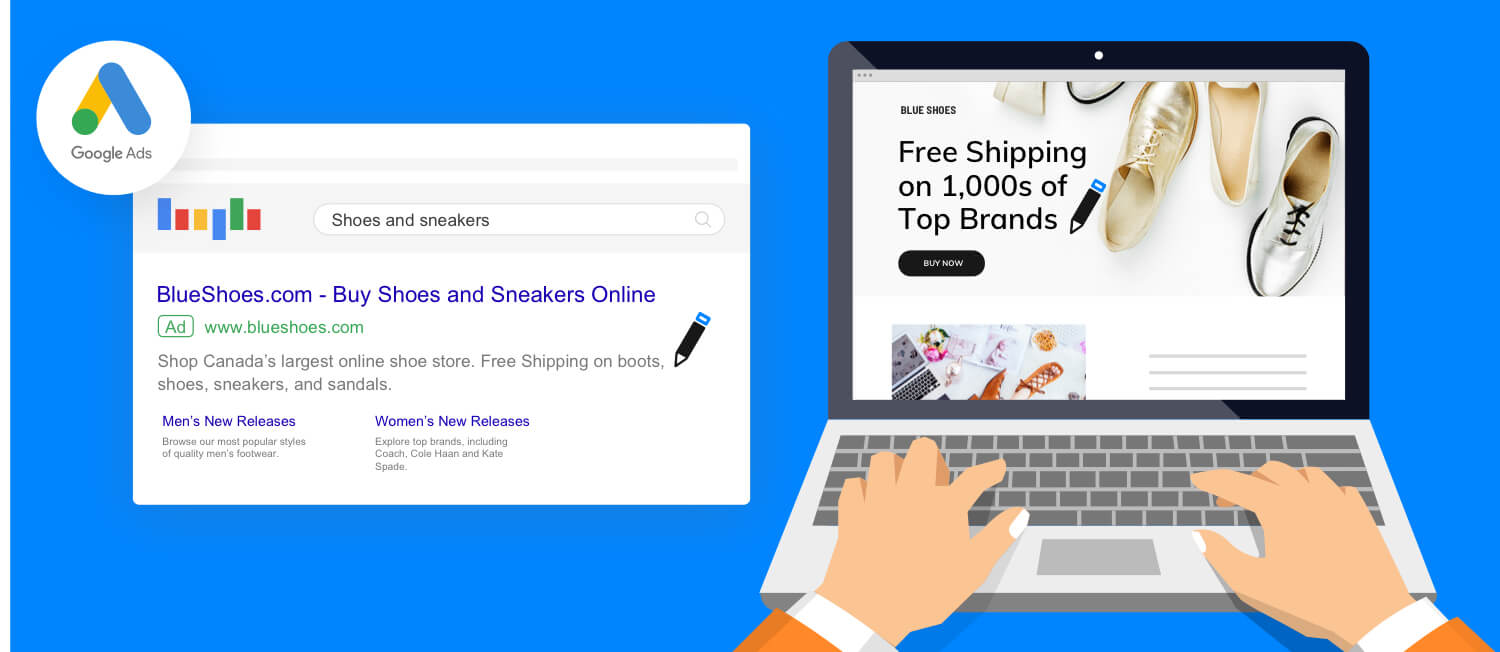 Google Ads
Shoes and sneakers
BlueShoes.com - Buy Shoes and Sneakers Online
Ad www.blueshoes.com
Shop Canada’s largest online shoe store. Free Shipping on boots,
shoes, sneakers, and sandals.
Men’s New Releases
Browse our most popular styles
of quality men’s footwear.
Women’s New Releases
Explore top brands, including
Coach, Cole Haan and Kate
Spade.
BLUE SHOES
Free Shipping
on 1,000s of
Top Brands
BUY NOW